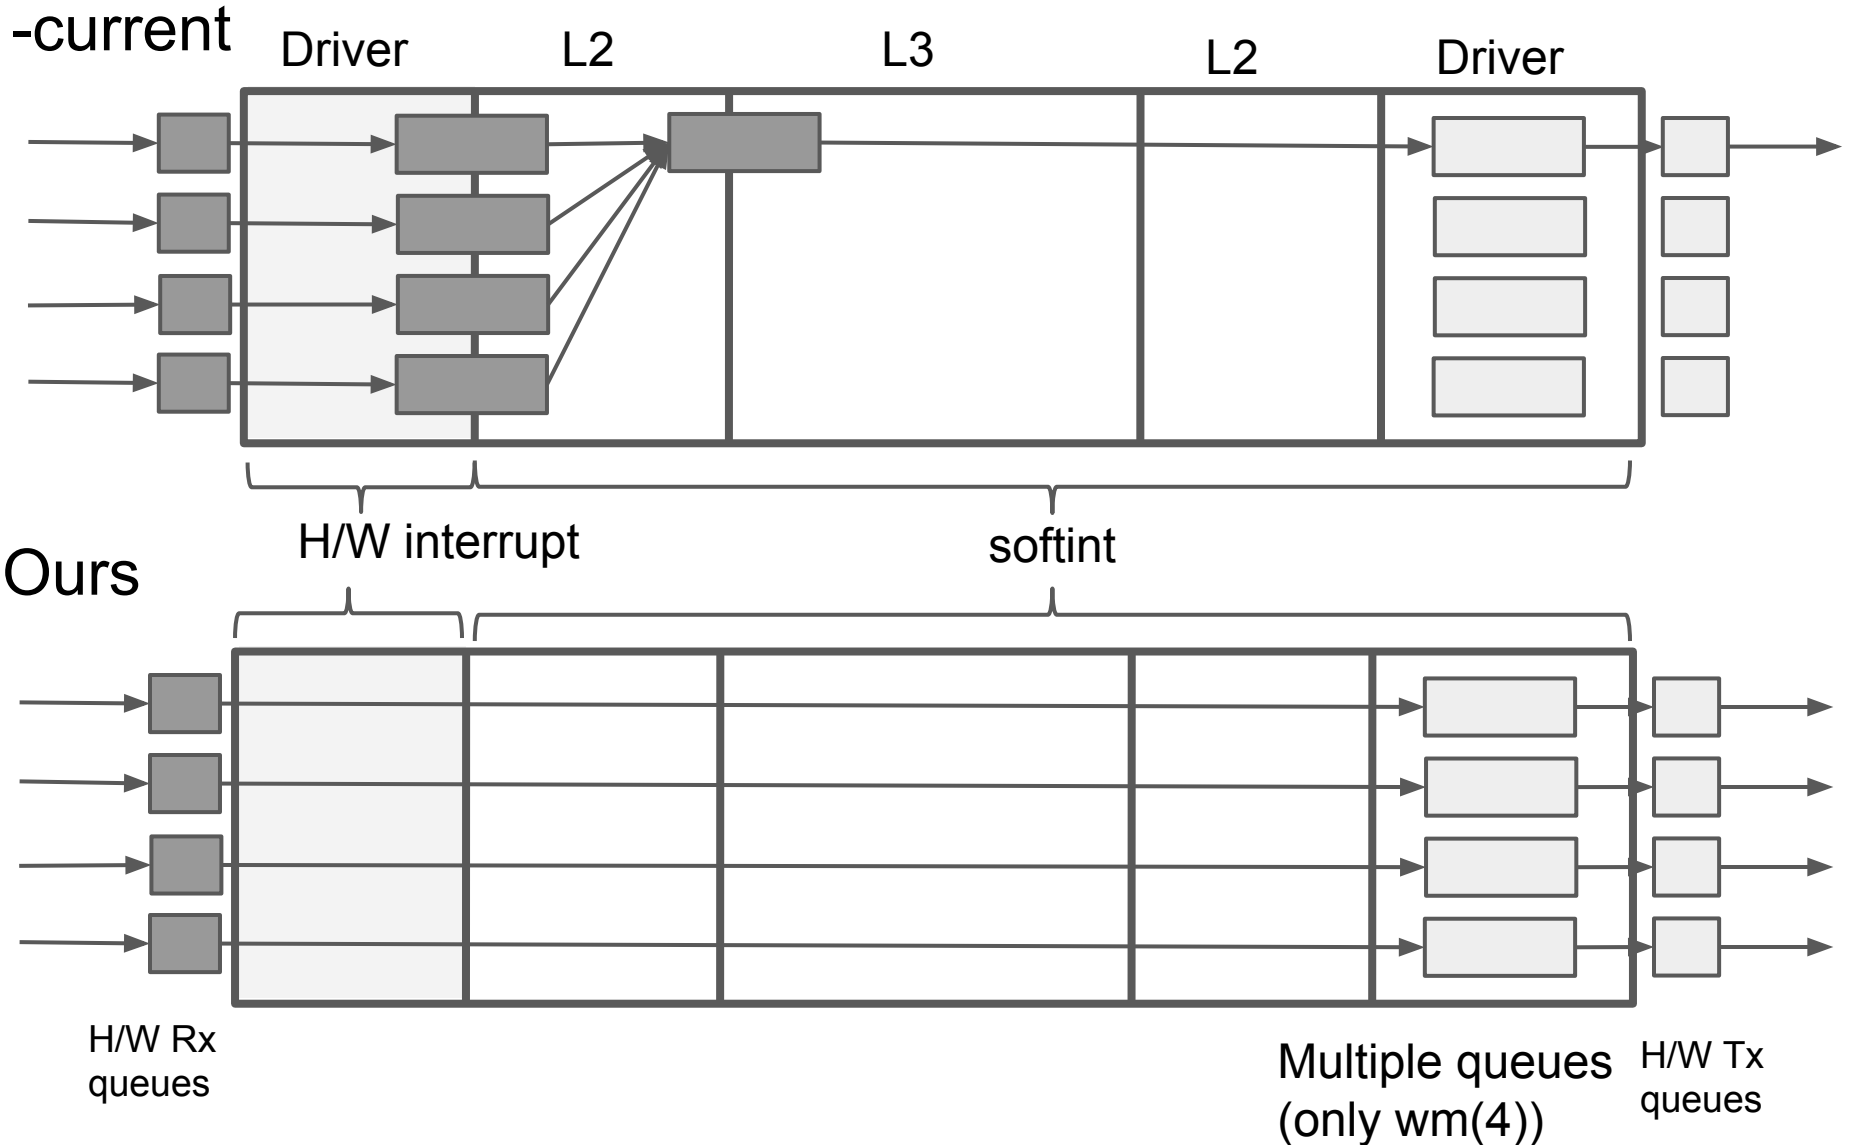 -current
Driver
L2
L3
L2
Driver
H/W interrupt
softint
Ours
H/W Rx
queues
Multiple queues
(only wm(4))
H/W Tx
queues